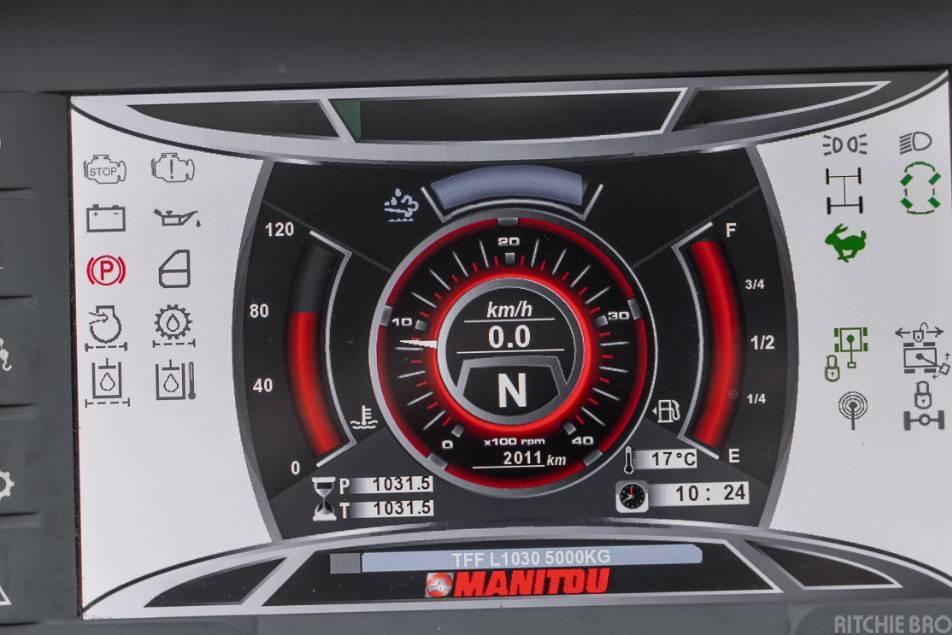 STOP
P
120
80
40
0
20
10
30
0
40
km/h
0.0
N
x100 rpm
2011 km
F
3/4
1/2
1/4
E
P 1031.5
T 1031.5
17°C
10 : 24
TFF L1030 5000KG
MANITOU
RITCHIE BRO